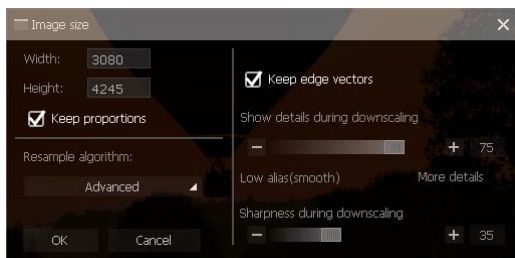 Image size
Width: 3080
Height: 4245
Keep proportions
Resample algorithm:
Advanced
OK Cancel
Keep edge vectors
Show details during downscaling
75
Low alias(smooth) More details
Sharpness during downscaling
35